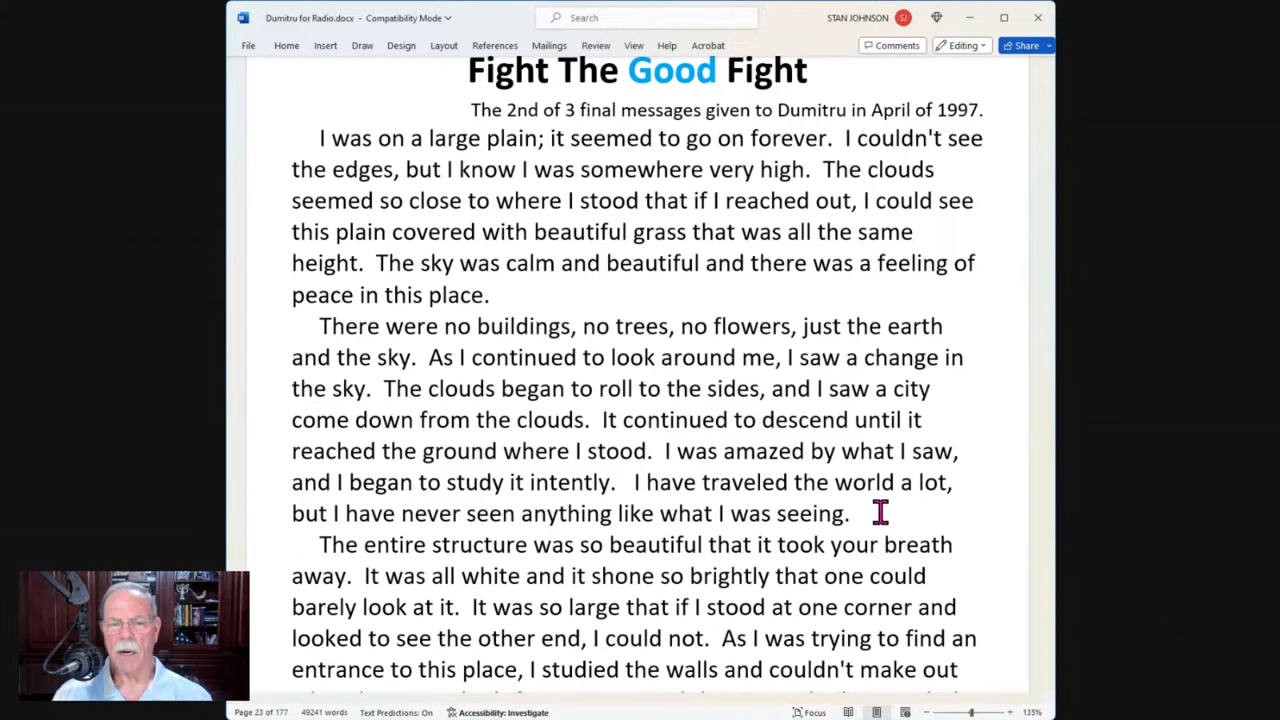 Dumitru for Radio.docx - Compatibility Mode
Search
STAN JOHNSON SJ
File Home Insert Draw Design Layout References Mailings Review View Help Acrobat Comments Editing Share
Fight The Good Fight
The 2nd of 3 final messages given to Dumitru in April of 1997.
I was on a large plain; it seemed to go on forever. I couldn't see
the edges, but I know I was somewhere very high. The clouds
seemed so close to where I stood that if I reached out, I could see
this plain covered with beautiful grass that was all the same
height. The sky was calm and beautiful and there was a feeling of
peace in this place.
There were no buildings, no trees, no flowers, just the earth
and the sky. As I continued to look around me, I saw a change in
the sky. The clouds began to roll to the sides, and I saw a city
come down from the clouds. It continued to descend until it
reached the ground where I stood. I was amazed by what I saw,
and I began to study it intently. I have traveled the world a lot,
but I have never seen anything like what I was seeing.
The entire structure was so beautiful that it took your breath
away. It was all white and it shone so brightly that one could
barely look at it. It was so large that if I stood at one corner and
looked to see the other end, I could not. As I was trying to find an
entrance to this place, I studied the walls and couldn't make out
Page 23 of 177 49241 words Text Predictions: On Accessibility: Investigate Focus 135%